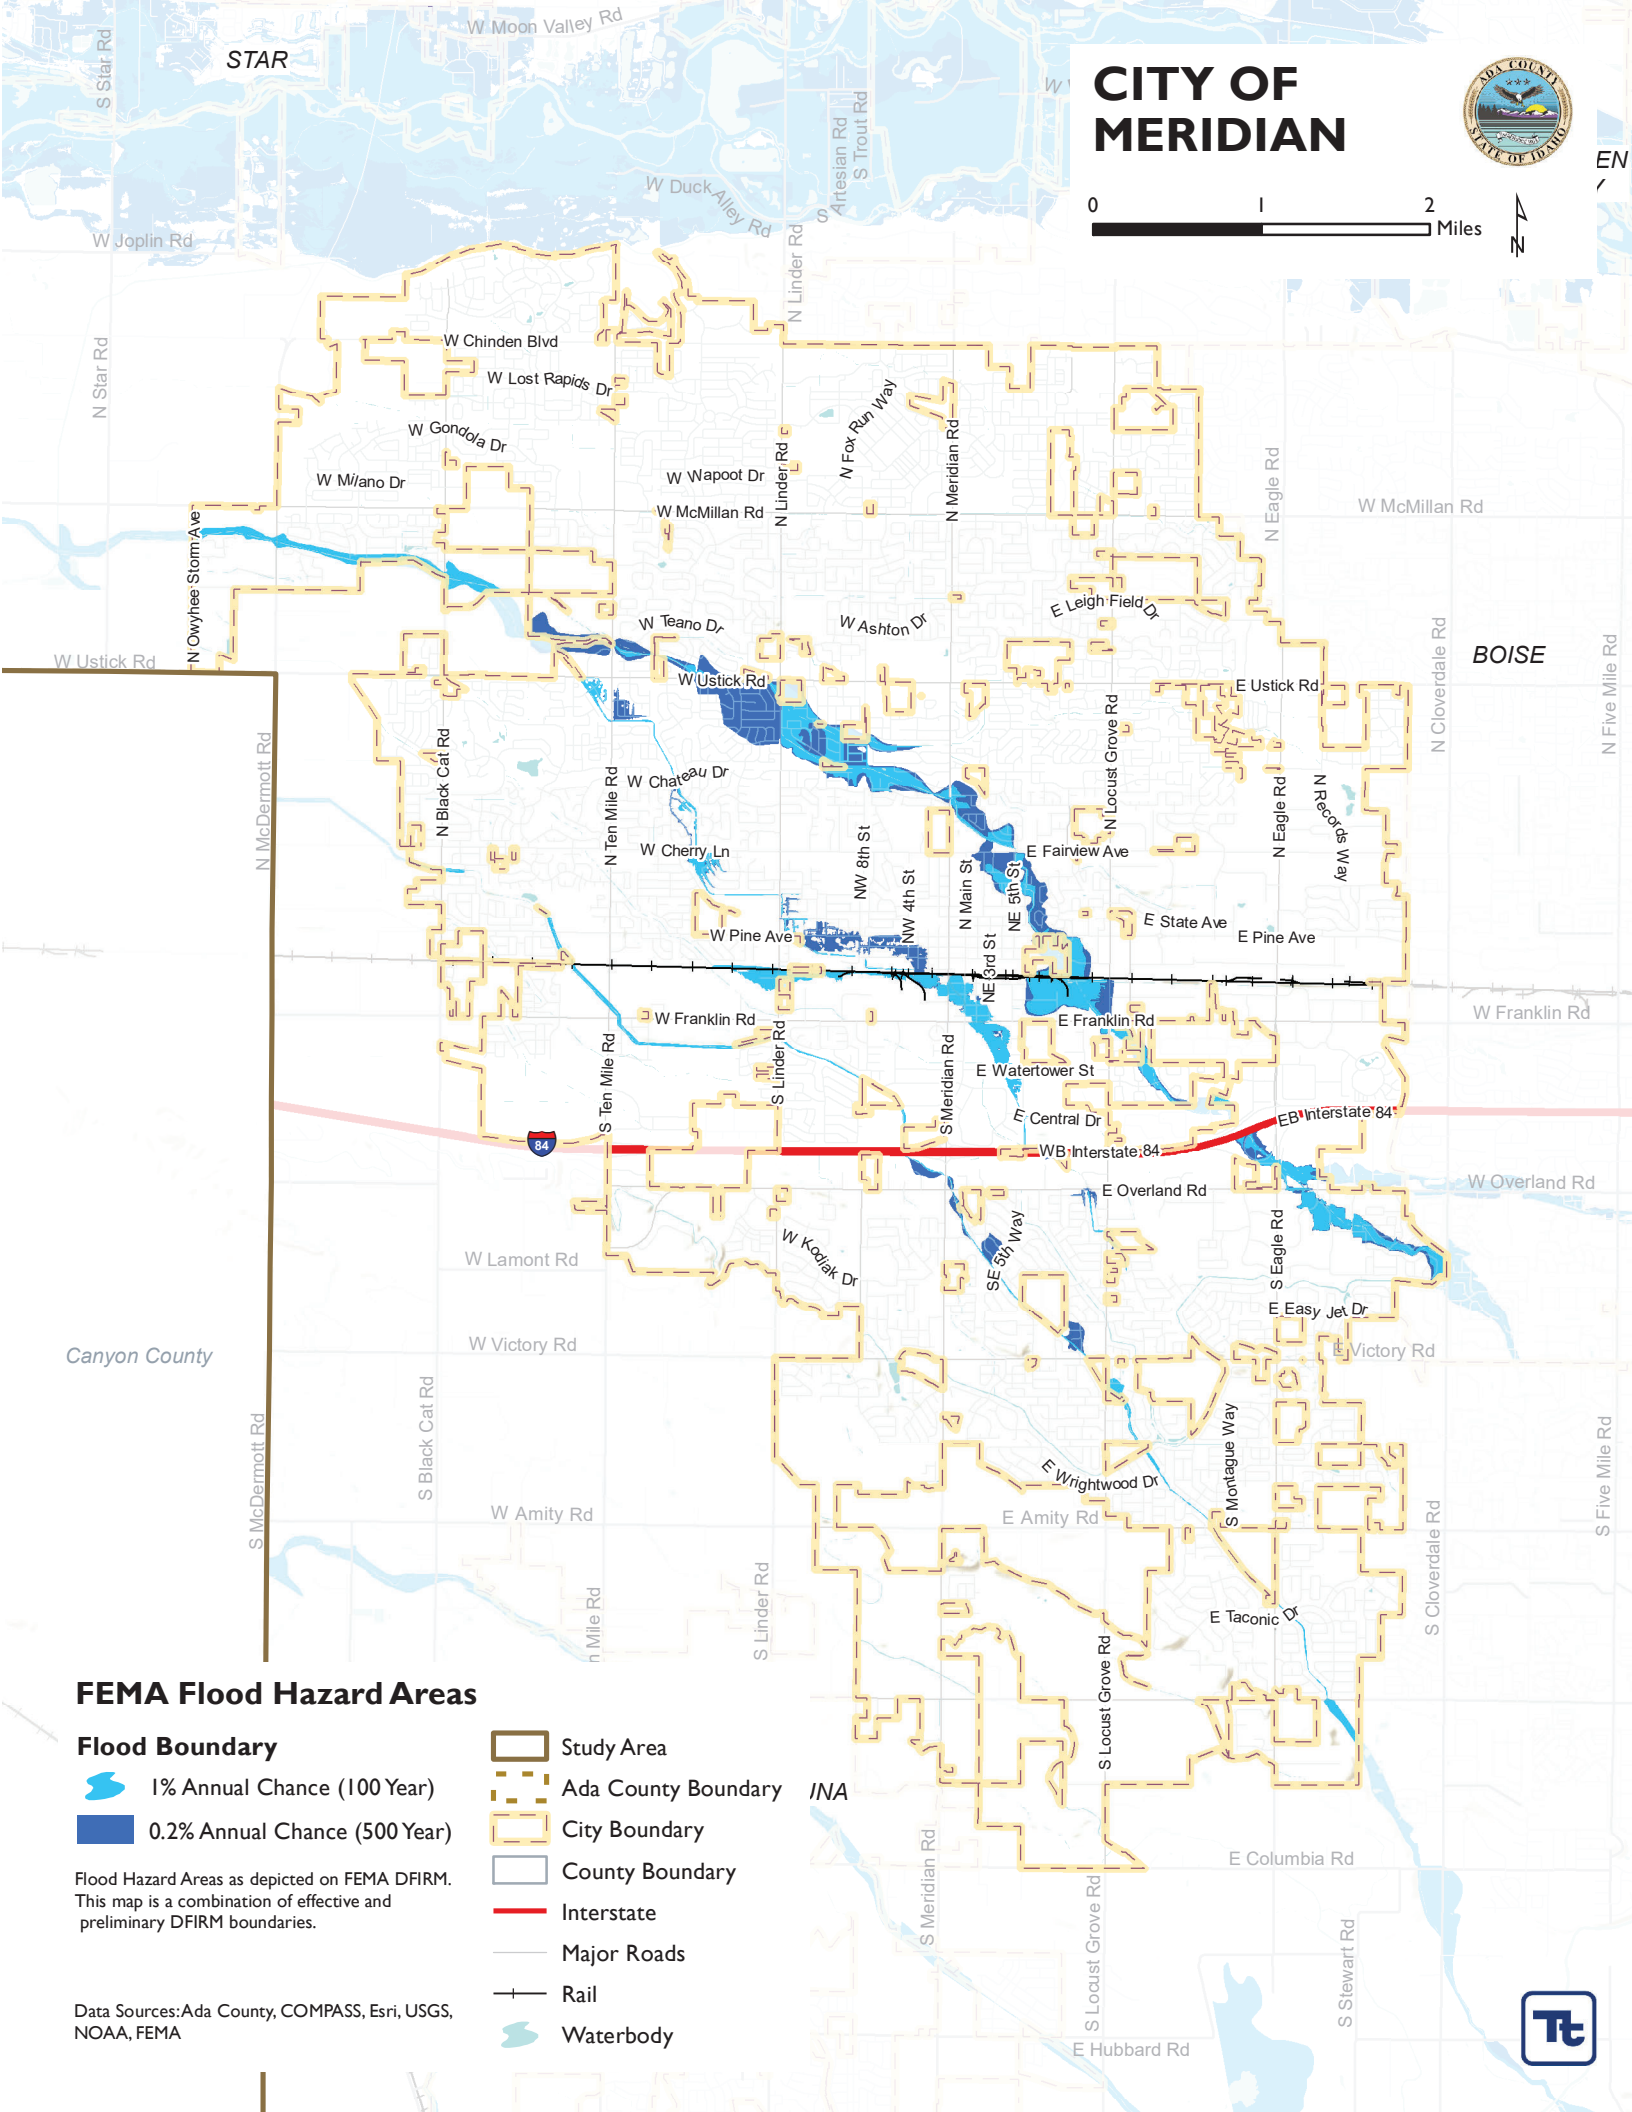 W Moon Valley Rd
STAR
S Star Rd
CITY OF
MERIDIAN
ADA COUNTY
STATE OF IDAHO
0 1 2
Miles
N
W
EN
Y
S Artesian Rd
S Trout Rd
W Duck Alley Rd
W Joplin Rd
N Linder Rd
N Star Rd
W Chinden Blvd
W Lost Rapids Dr
N Fox Run Way
W Gondola Dr
N Meridian Rd
N Linder Rd
W Milano Dr
W Wapoot Dr
N Eagle Rd
W McMillan Rd
W McMillan Rd
N Owyhee Storm Ave
W Teano Dr
W Ashton Dr
E Leigh Field Dr
N Cloverdale Rd
N Five Mile Rd
BOISE
W Ustick Rd
W Ustick Rd
E Ustick Rd
N McDermott Rd
N Black Cat Rd
N Ten Mile Rd
W Chateau Dr
N Locust Grove Rd
N Eagle Rd
N Records Way
W Cherry Ln
NW 8th St
NW 4th St
N Main St
NE 5th St
E Fairview Ave
E State Ave
E Pine Ave
W Pine Ave
NE 3rd St
W Franklin Rd
E Franklin Rd
W Franklin Rd
S Ten Mile Rd
S Linder Rd
S Meridian Rd
E Watertower St
E Central Dr
EB Interstate 84
WB Interstate 84
84
E Overland Rd
W Overland Rd
W Kodiak Dr
SE 5th Way
S Eagle Rd
W Lamont Rd
E Easy Jet Dr
W Victory Rd
E Victory Rd
Canyon County
S McDermott Rd
S Black Cat Rd
S Montague Way
E Wrightwood Dr
S Five Mile Rd
W Amity Rd
E Amity Rd
S Cloverdale Rd
n Mile Rd
S Linder Rd
E Taconic Dr
S Locust Grove Rd
UNA
E Columbia Rd
S Meridian Rd
S Locust Grove Rd
S Stewart Rd
E Hubbard Rd
FEMA Flood Hazard Areas
Flood Boundary
1% Annual Chance (100 Year)
0.2% Annual Chance (500 Year)
Flood Hazard Areas as depicted on FEMA DFIRM.
This map is a combination of effective and
preliminary DFIRM boundaries.
Data Sources: Ada County, COMPASS, Esri, USGS,
NOAA, FEMA
Study Area
Ada County Boundary
City Boundary
County Boundary
Interstate
Major Roads
Rail
Waterbody
Tt